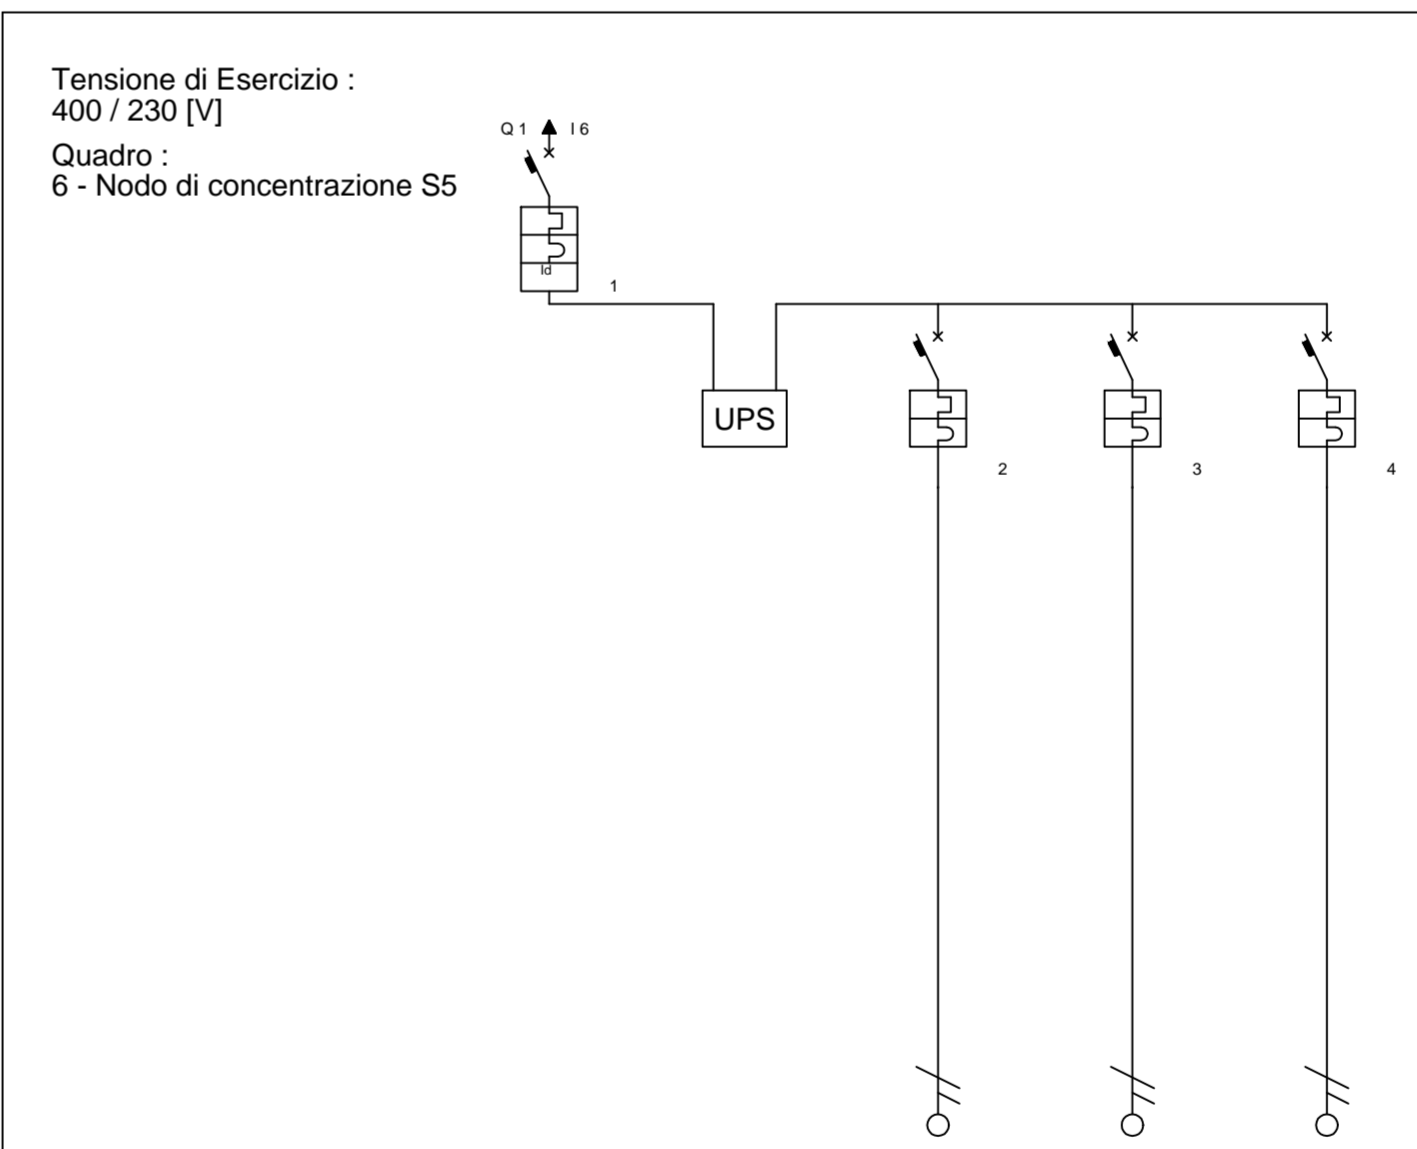 Tensione di Esercizio :
400 / 230 [V]
Quadro :
6 - Nodo di concentrazione S5
Q 1 I 6
Id
1
UPS
2
3
4